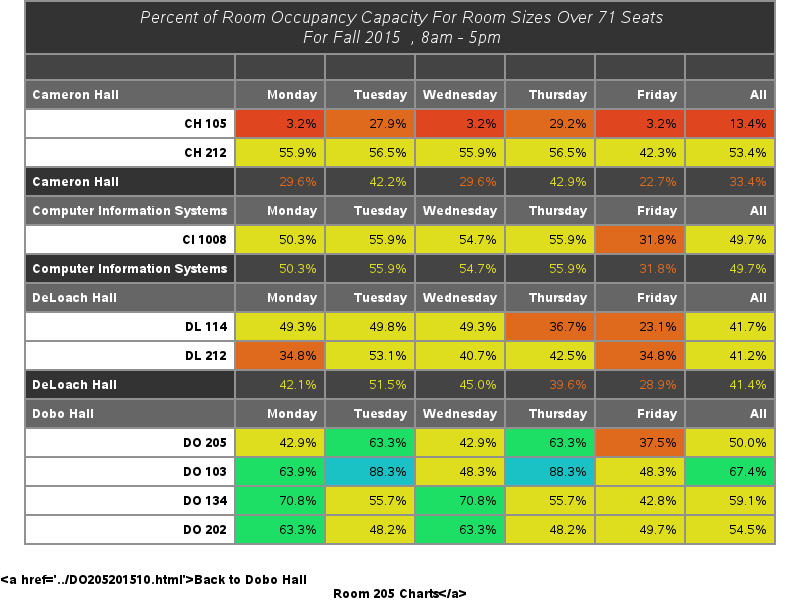 Percent of Room Occupancy Capacity For Room Sizes Over 71 Seats
For Fall 2015 , 8am - 5pm
Cameron Hall Monday Tuesday Wednesday Thursday Friday All
CH 105 3.2% 27.9% 3.2% 29.2% 3.2% 13.4%
CH 212 55.9% 56.5% 55.9% 56.5% 42.3% 53.4%
Cameron Hall 29.6% 42.2% 29.6% 42.9% 22.7% 33.4%
Computer Information Systems Monday Tuesday Wednesday Thursday Friday All
CI 1008 50.3% 55.9% 54.7% 55.9% 31.8% 49.7%
Computer Information Systems 50.3% 55.9% 54.7% 55.9% 31.8% 49.7%
DeLoach Hall Monday Tuesday Wednesday Thursday Friday All
DL 114 49.3% 49.8% 49.3% 36.7% 23.1% 41.7%
DL 212 34.8% 53.1% 40.7% 42.5% 34.8% 41.2%
DeLoach Hall 42.1% 51.5% 45.0% 39.6% 28.9% 41.4%
Dobo Hall Monday Tuesday Wednesday Thursday Friday All
DO 205 42.9% 63.3% 42.9% 63.3% 37.5% 50.0%
DO 103 63.9% 88.3% 48.3% 88.3% 48.3% 67.4%
DO 134 70.8% 55.7% 70.8% 55.7% 42.8% 59.1%
DO 202 63.3% 48.2% 63.3% 48.2% 49.7% 54.5%
<a href='../DO205201510.html'>Back to Dobo Hall
Room 205 Charts</a>